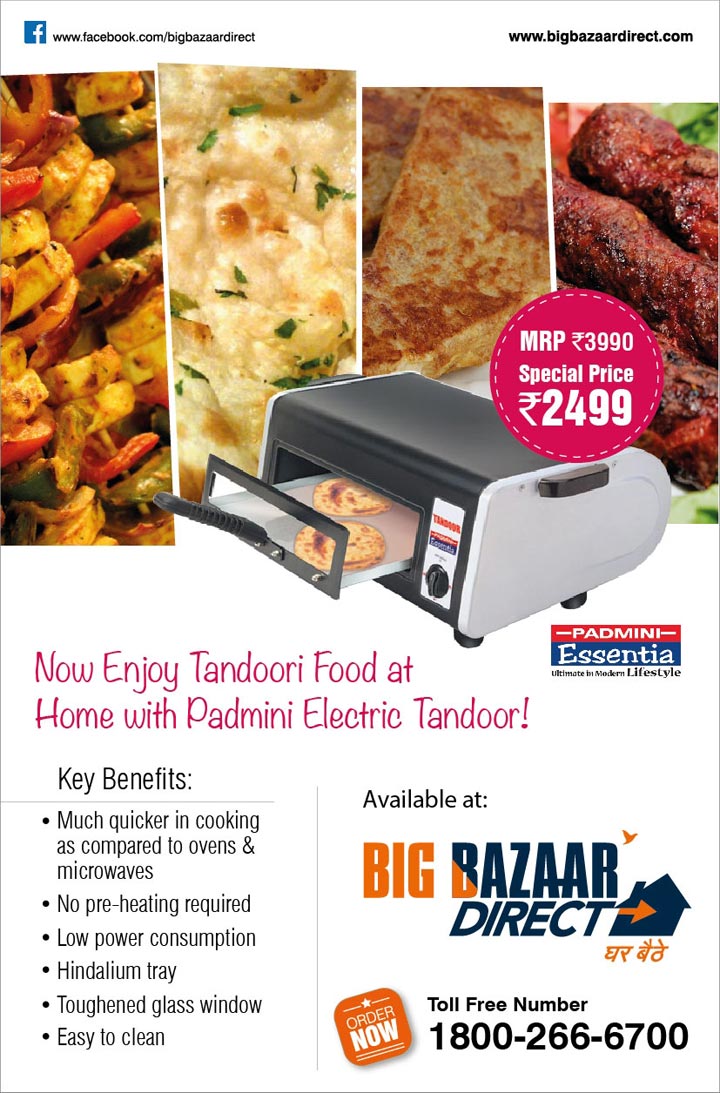 www.facebook.com/bigbazaardirect
www.bigbazaardirect.com
MRP ₹3990
Special Price
₹2499
TANDOOR
PADMINI
Essentia
PADMINI
Essentia
Ultimate in Modern Lifestyle
Now Enjoy Tandoori Food at
Home with Padmini Electric Tandoor!
Key Benefits:
• Much quicker in cooking
as compared to ovens &
microwaves
• No pre-heating required
• Low power consumption
• Hindalium tray
• Toughened glass window
• Easy to clean
Available at:
BIG BAZAAR
DIRECT
घर बैठे
ORDER
NOW
Toll Free Number
1800-266-6700